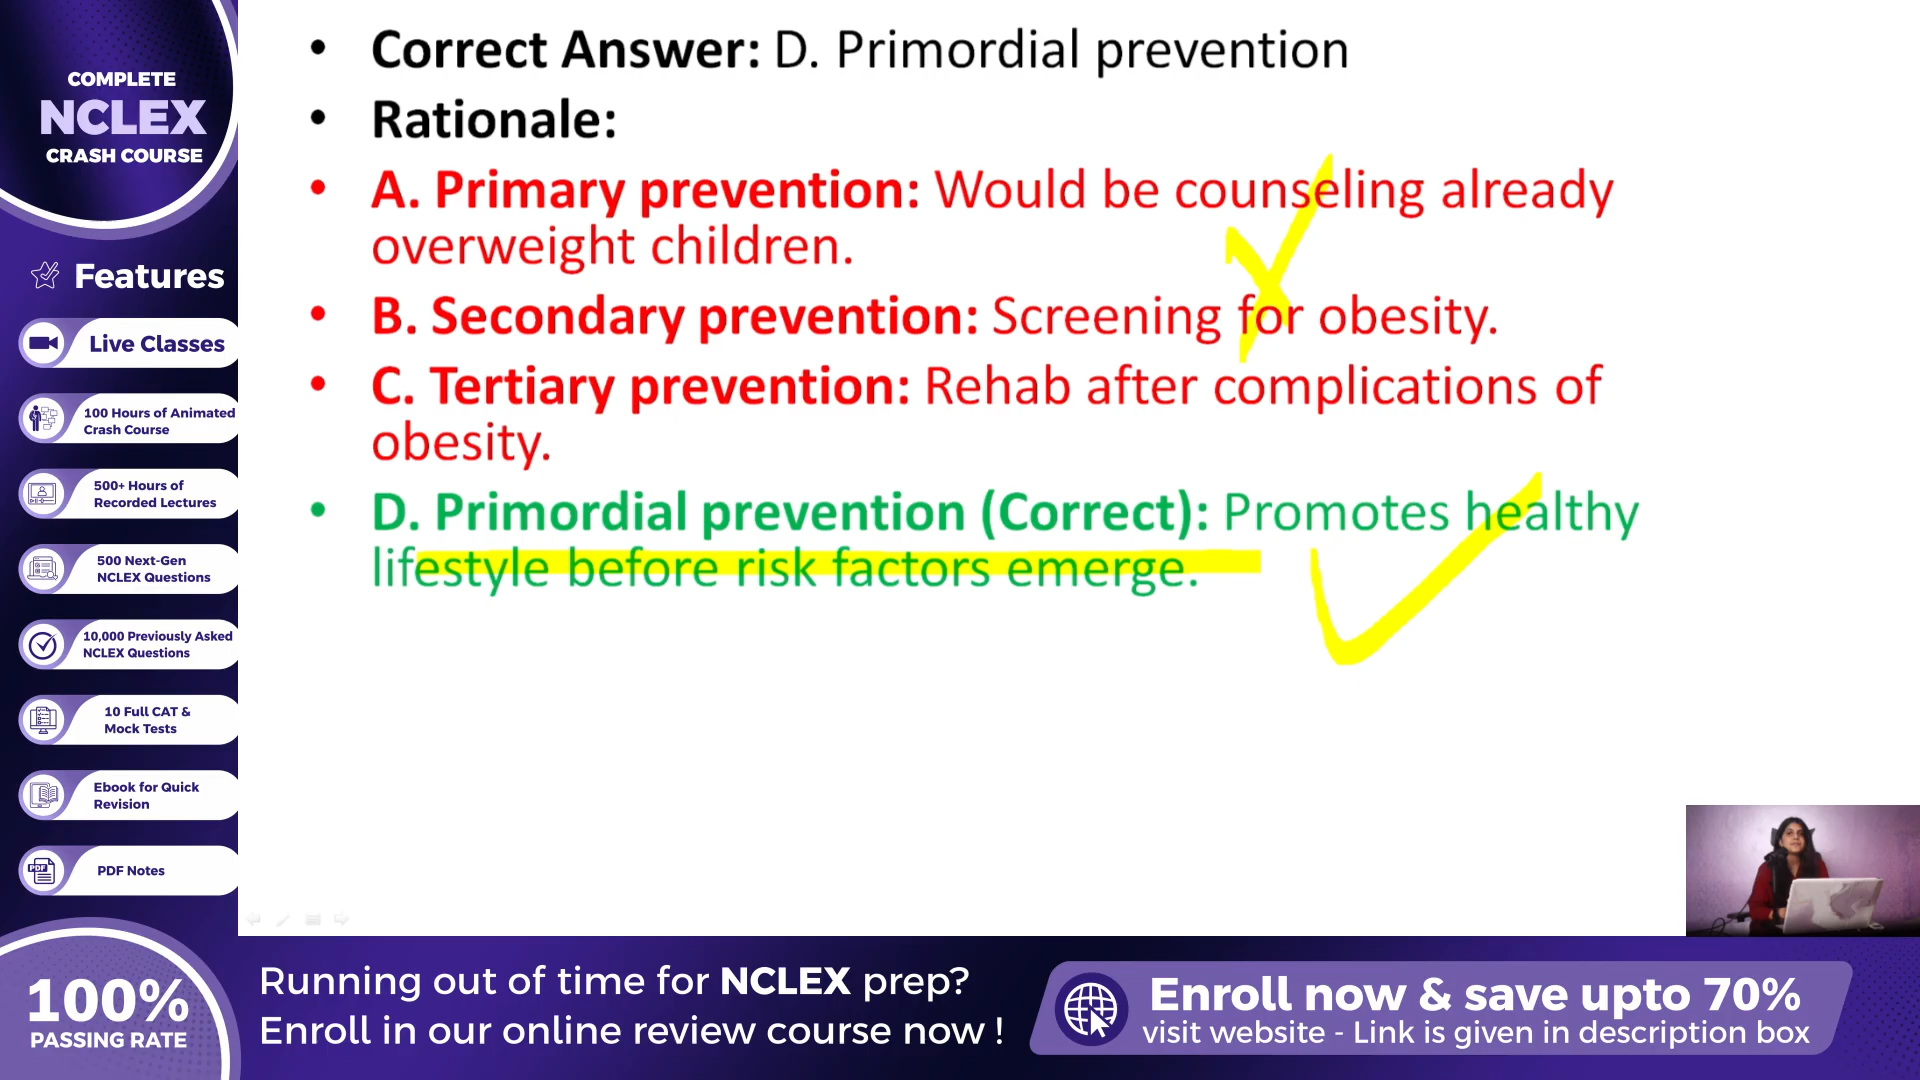 COMPLETE
NCLEX
CRASH COURSE
Features
Live Classes
100 Hours of Animated
Crash Course
500+ Hours of
Recorded Lectures
500 Next-Gen
NCLEX Questions
10,000 Previously Asked
NCLEX Questions
10 Full CAT &
Mock Tests
Ebook for Quick
Revision
PDF
PDF Notes
100%
PASSING RATE
• Correct Answer: D. Primordial prevention
• Rationale:
• A. Primary prevention: Would be counseling already
overweight children.
• B. Secondary prevention: Screening for obesity.
• C. Tertiary prevention: Rehab after complications of
obesity.
• D. Primordial prevention (Correct): Promotes healthy
lifestyle before risk factors emerge.
Running out of time for NCLEX prep?
Enroll in our online review course now !
Enroll now & save upto 70%
visit website - Link is given in description box